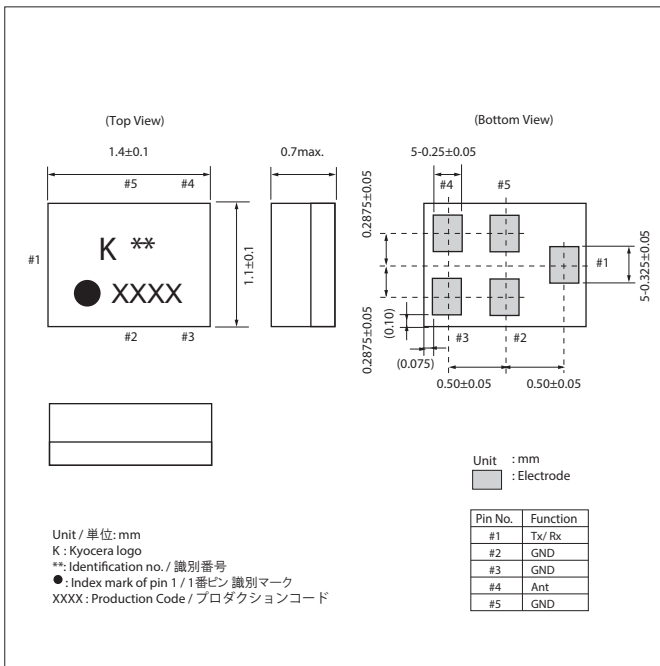 (Top View)
(Bottom View)
1.4±0.1
0.7max.
5-0.25±0.05
#5
#4
#4
#5
#1
K **
XXXX
1.1±0.1
0.2875±0.05
0.2875±0.05
#1
5-0.325±0.05
#2
#3
(0.10)
(0.075)
#3
#2
0.50±0.05
0.50±0.05
Unit : mm
: Electrode
Unit / 単位: mm
K : Kyocera logo
**: Identification no. / 識別番号
●: Index mark of pin 1 / 1番ピン 識別マーク
XXXX : Production Code / プロダクションコード
Pin No. Function
#1 Tx/ Rx
#2 GND
#3 GND
#4 Ant
#5 GND